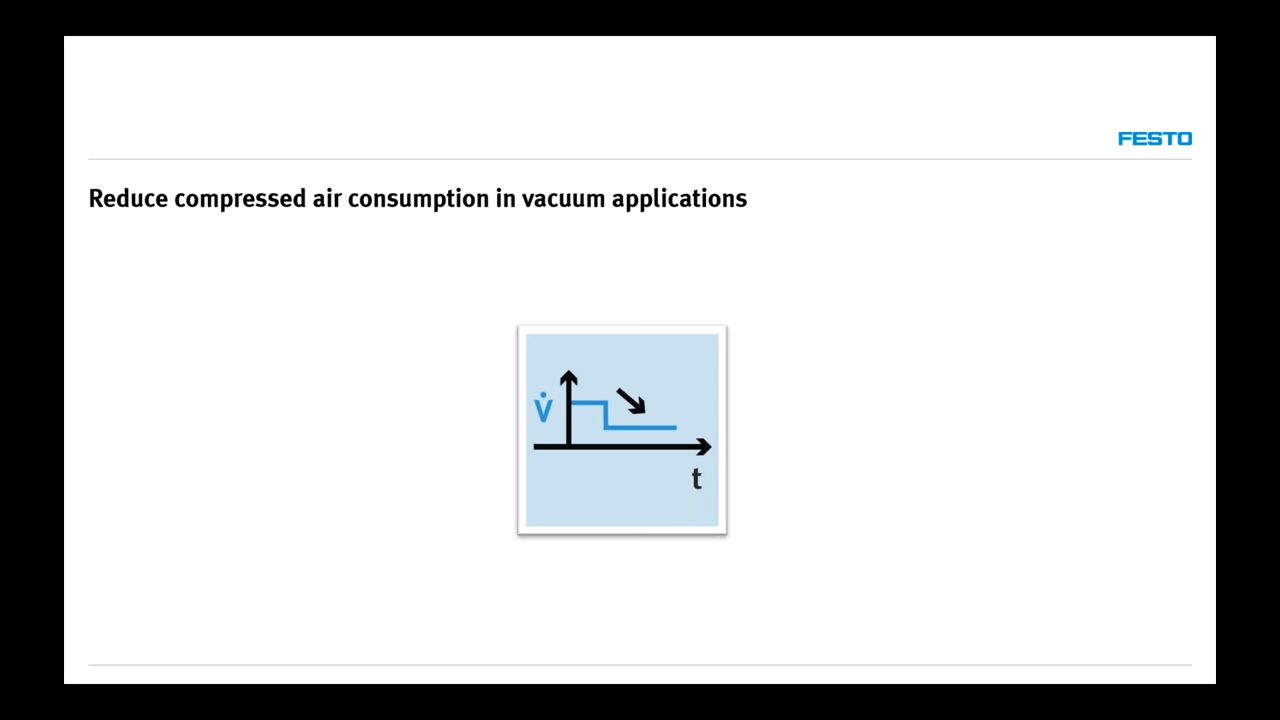 FESTO
Reduce compressed air consumption in vacuum applications
V̇
t